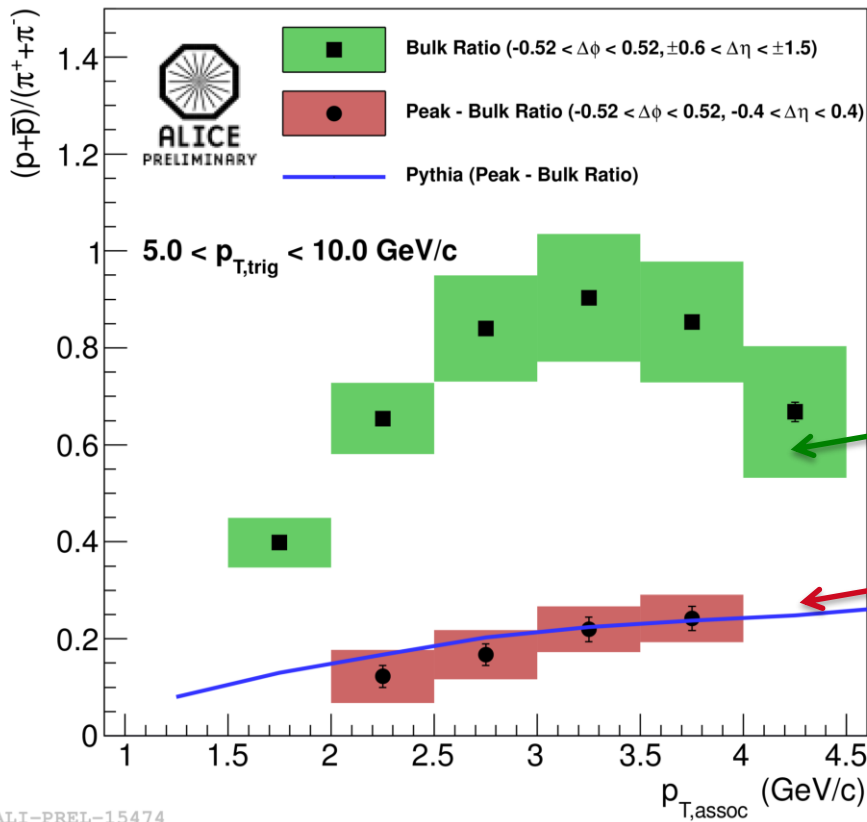 (p+p̅)/(π⁺+π⁻)
1.4
1.2
1
0.8
0.6
0.4
0.2
0
ALICE
PRELIMINARY
Bulk Ratio (-0.52 < Δϕ < 0.52, ±0.6 < Δη < ±1.5)
Peak - Bulk Ratio (-0.52 < Δϕ < 0.52, -0.4 < Δη < 0.4)
Pythia (Peak - Bulk Ratio)
5.0 < p_T,trig < 10.0 GeV/c
1 1.5 2 2.5 3 3.5 4 4.5
p_T,assoc (GeV/c)
ALI-PREL-15474